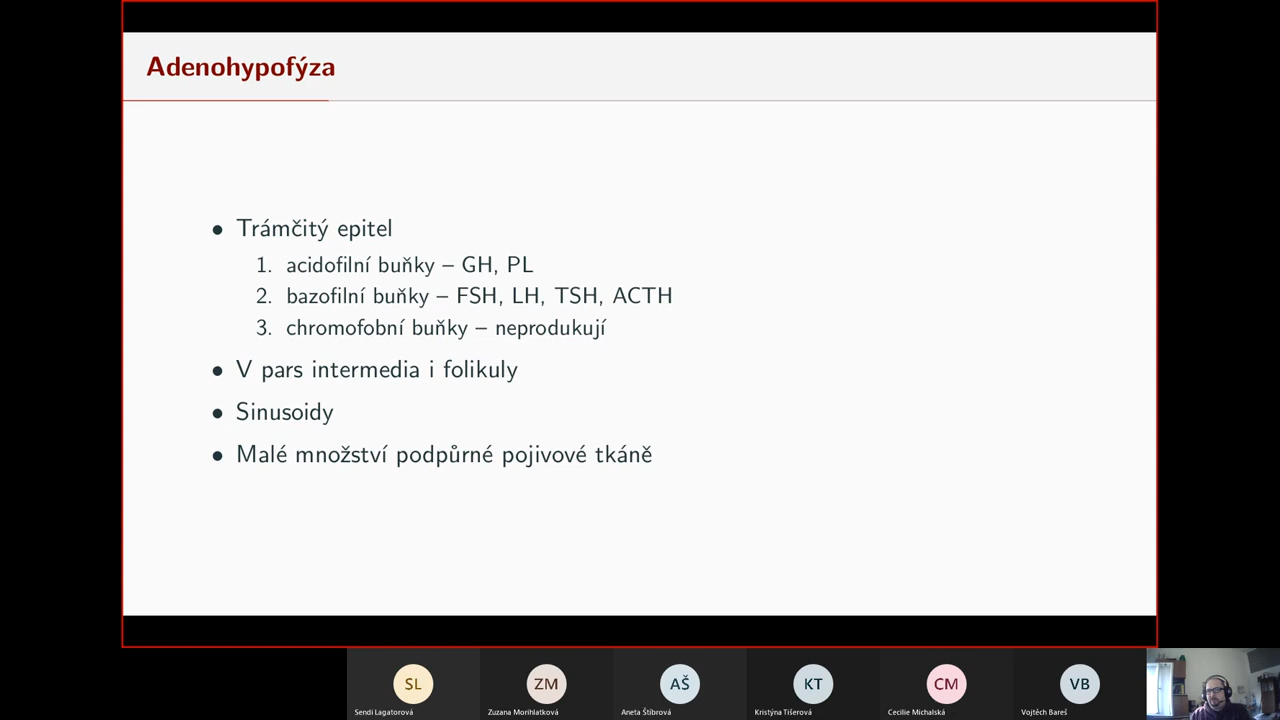 Adenohypofýza
• Trámčitý epitel
1. acidofilní buňky – GH, PL
2. bazofilní buňky – FSH, LH, TSH, ACTH
3. chromofobní buňky – neprodukují
• V pars intermedia i folikuly
• Sinusoidy
• Malé množství podpůrné pojivové tkáně
SL ZM AŠ KT CM VB
Sendi Lagatorová Zuzana Morihlatková Aneta Štíbrová Kristýna Tišerová Cecilie Michalská Vojtěch Bareš